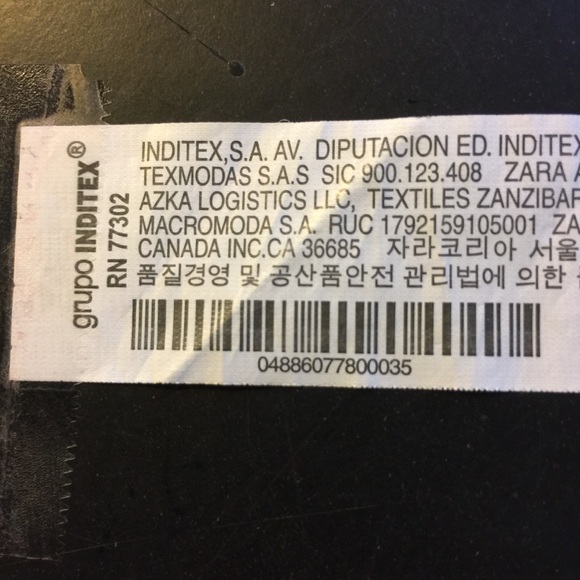 grupo INDITEX®
RN 77302
INDITEX,S.A. AV. DIPUTACION ED. INDITEX
TEXMODAS S.A.S SIC 900.123.408 ZARA A
AZKA LOGISTICS LLC, TEXTILES ZANZIBAR
MACROMODA S.A. RUC 1792159105001 ZA
CANADA INC.CA 36685 자라코리아 서울
품질경영 및 공산품안전 관리법에 의한
04886077800035